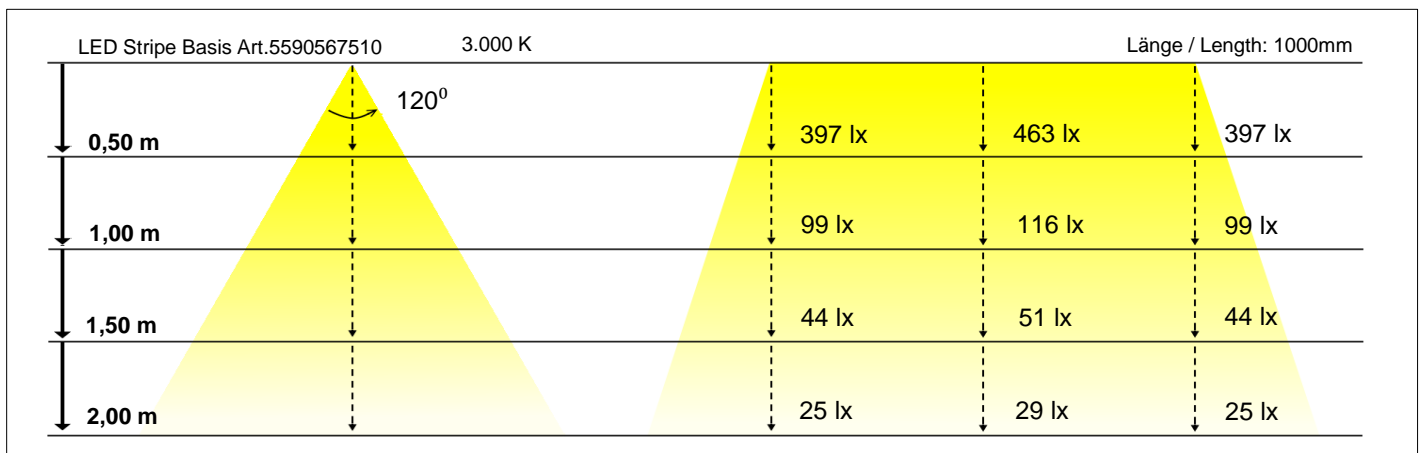 LED Stripe Basis Art.5590567510 3.000 K Länge / Length: 1000mm
120⁰
0,50 m 397 lx 463 lx 397 lx
1,00 m 99 lx 116 lx 99 lx
1,50 m 44 lx 51 lx 44 lx
2,00 m 25 lx 29 lx 25 lx